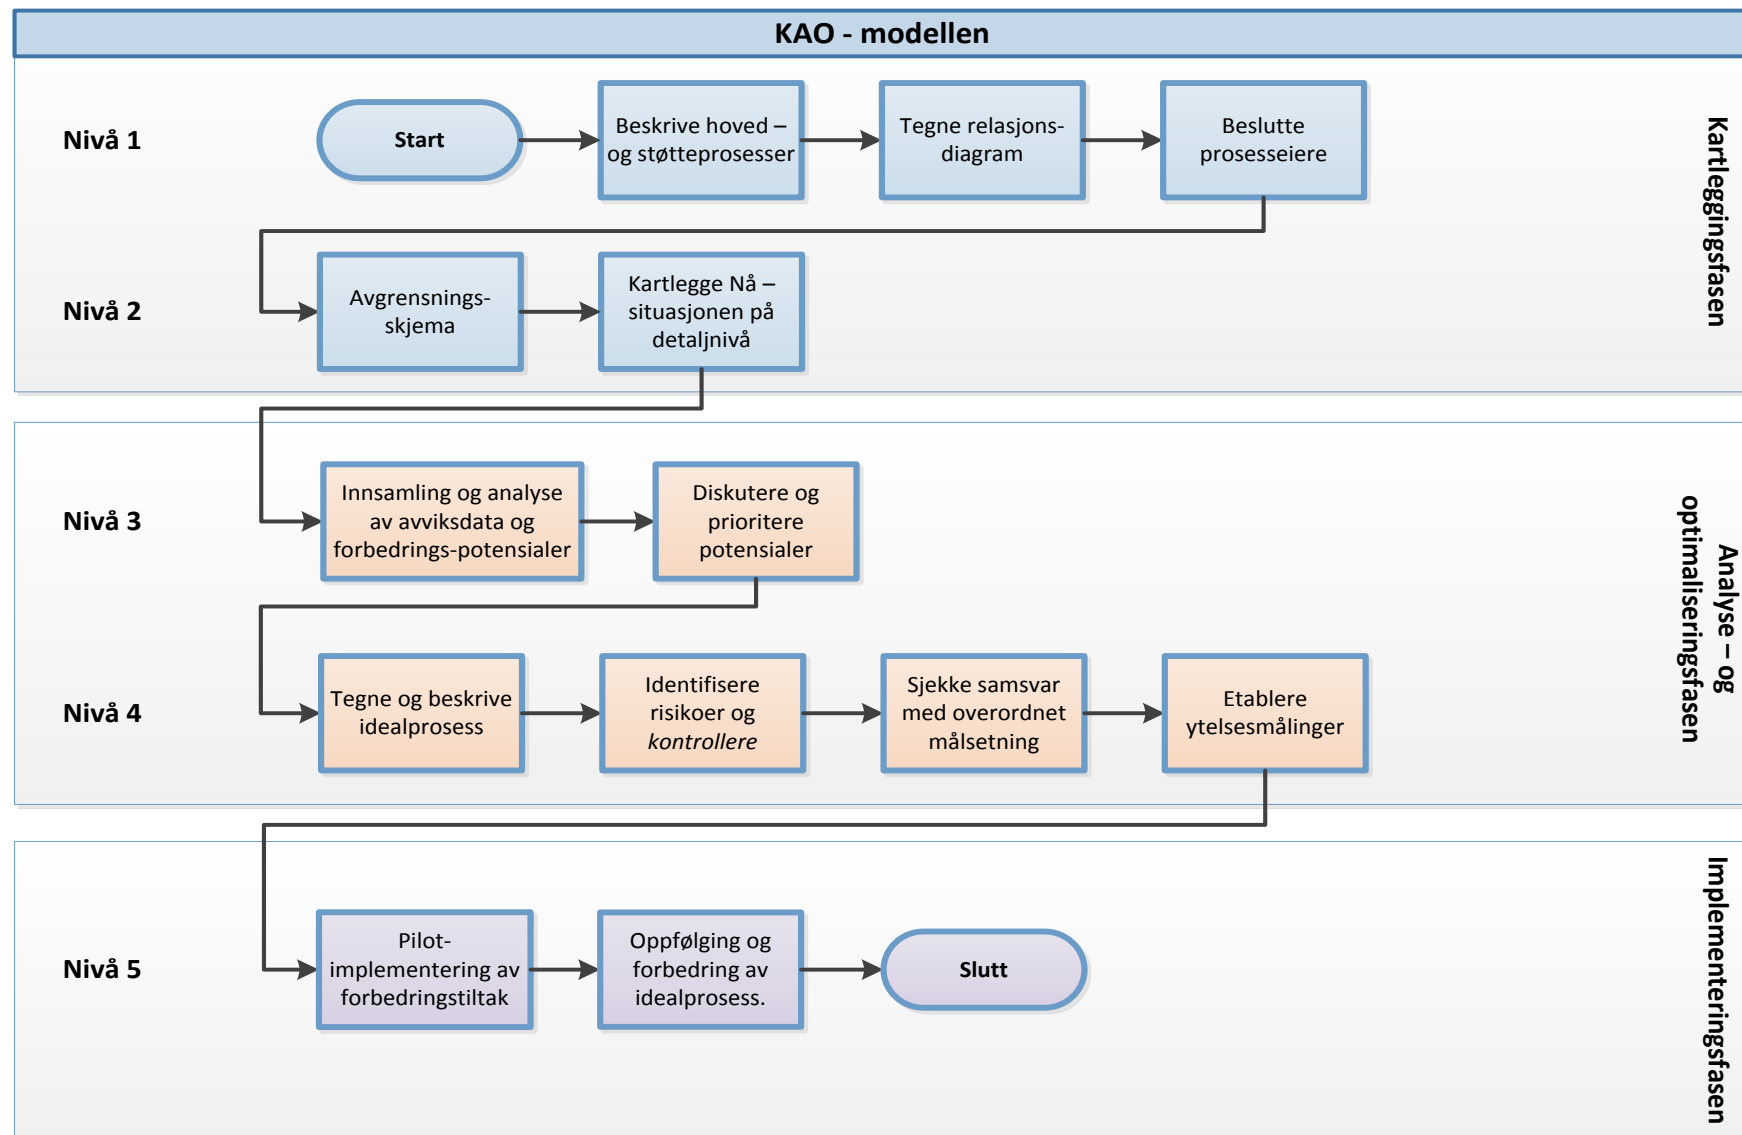 KAO - modellen
Nivå 1
Start
Beskrive hoved –
og støtteprosesser
Tegne relasjons-
diagram
Beslutte
prosesseiere
Kartleggingsfasen
Nivå 2
Avgrensnings-
skjema
Kartlegge Nå –
situasjonen på
detaljnivå
Nivå 3
Innsamling og analyse
av avviksdata og
forbedrings-potensialer
Diskutere og
prioritere
potensialer
Analyse – og
optimaliseringsfasen
Nivå 4
Tegne og beskrive
idealprosess
Identifisere
risikoer og
kontrollere
Sjekke samsvar
med overordnet
målsetning
Etablere
ytelsesmålinger
Nivå 5
Pilot-
implementering av
forbedringstiltak
Oppfølging og
forbedring av
idealprosess.
Slutt
Implementeringsfasen